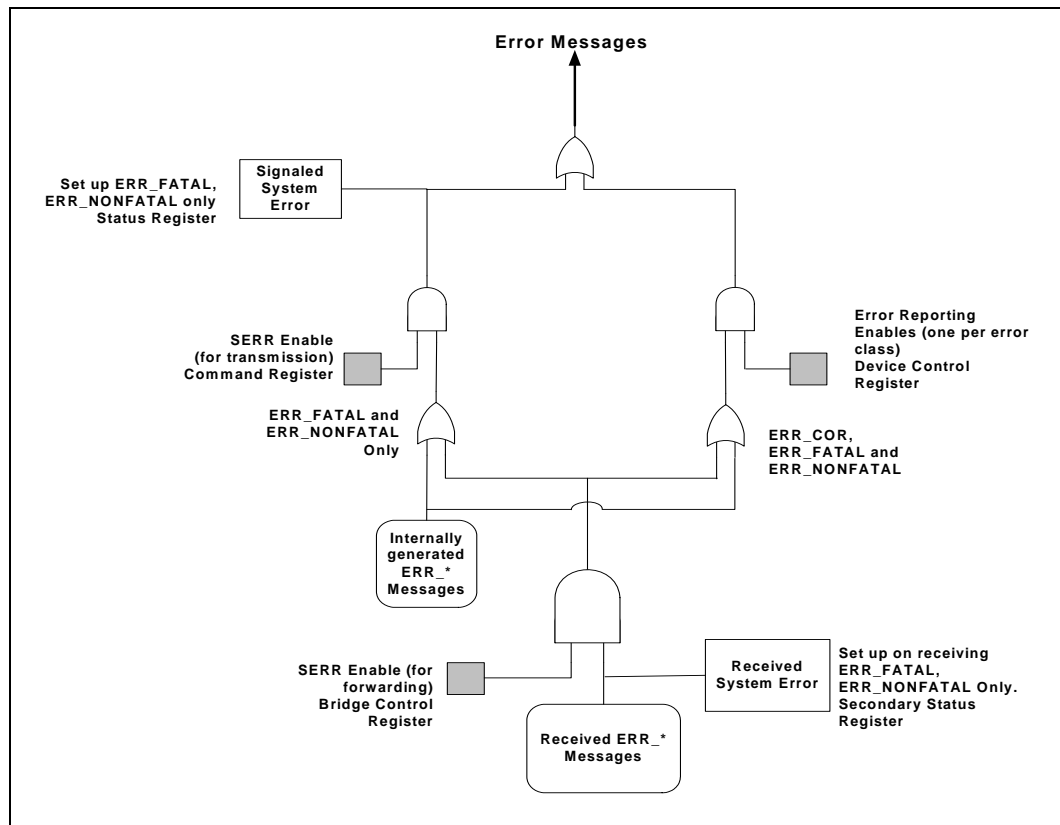 Error Messages
Signaled
System
Error
Set up ERR_FATAL,
ERR_NONFATAL only
Status Register
SERR Enable
(for transmission)
Command Register
Error Reporting
Enables (one per error
class)
Device Control
Register
ERR_FATAL and
ERR_NONFATAL
Only
ERR_COR,
ERR_FATAL and
ERR_NONFATAL
Internally
generated
ERR_*
Messages
SERR Enable (for
forwarding)
Bridge Control
Register
Received
System Error
Set up on receiving
ERR_FATAL,
ERR_NONFATAL Only.
Secondary Status
Register
Received ERR_*
Messages